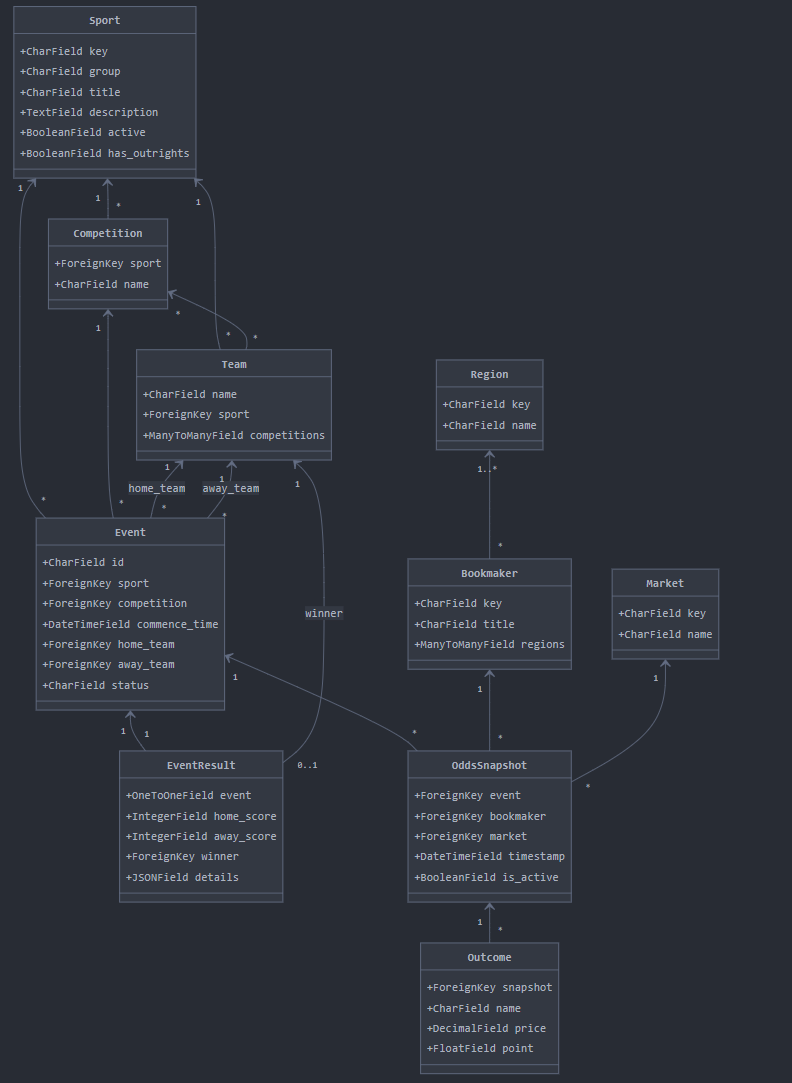 Sport
+CharField key
+CharField group
+CharField title
+TextField description
+BooleanField active
+BooleanField has_outrights
1
1
1
*
Competition
+ForeignKey sport
+CharField name
1
*
*
*
Team
+CharField name
+ForeignKey sport
+ManyToManyField competitions
Region
+CharField key
+CharField name
1
1
1
1..*
home_team
away_team
*
*
*
*
*
Event
+CharField id
+ForeignKey sport
+ForeignKey competition
+DateTimeField commence_time
+ForeignKey home_team
+ForeignKey away_team
+CharField status
winner
Bookmaker
+CharField key
+CharField title
+ManyToManyField regions
Market
+CharField key
+CharField name
1
1
1
1
1
*
*
*
0..1
EventResult
+OneToOneField event
+IntegerField home_score
+IntegerField away_score
+ForeignKey winner
+JSONField details
OddsSnapshot
+ForeignKey event
+ForeignKey bookmaker
+ForeignKey market
+DateTimeField timestamp
+BooleanField is_active
1
*
Outcome
+ForeignKey snapshot
+CharField name
+DecimalField price
+FloatField point